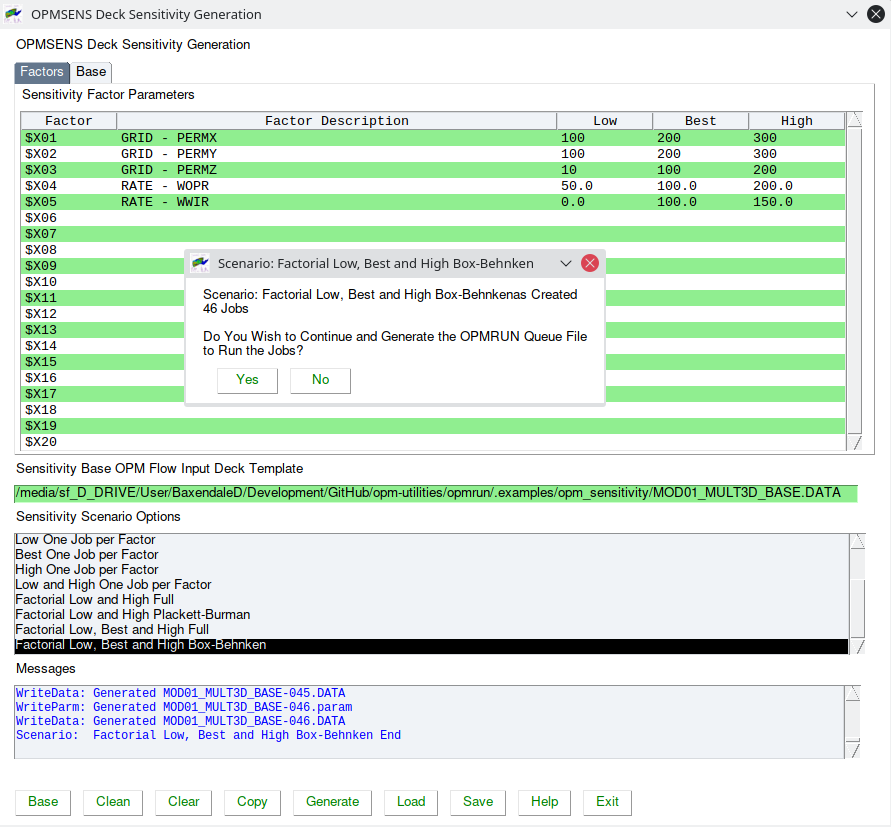 OPMSENS Deck Sensitivity Generation
OPMSENS Deck Sensitivity Generation
Factors Base
Sensitivity Factor Parameters
Factor Factor Description Low Best High
$X01 GRID - PERMX 100 200 300
$X02 GRID - PERMY 100 200 300
$X03 GRID - PERMZ 10 100 200
$X04 RATE - WOPR 50.0 100.0 200.0
$X05 RATE - WWIR 0.0 100.0 150.0
$X06
$X07
$X08
$X09
$X10
$X11
$X12
$X13
$X14
$X15
$X16
$X17
$X18
$X19
$X20
Scenario: Factorial Low, Best and High Box-Behnken
Scenario: Factorial Low, Best and High Box-Behnkenas Created
46 Jobs
Do You Wish to Continue and Generate the OPMRUN Queue File
to Run the Jobs?
Yes No
Sensitivity Base OPM Flow Input Deck Template
/media/sf_D_DRIVE/User/BaxendaleD/Development/GitHub/opm-utilities/opmrun/.examples/opm_sensitivity/MOD01_MULT3D_BASE.DATA
Sensitivity Scenario Options
Low One Job per Factor
Best One Job per Factor
High One Job per Factor
Low and High One Job per Factor
Factorial Low and High Full
Factorial Low and High Plackett-Burman
Factorial Low, Best and High Full
Factorial Low, Best and High Box-Behnken
Messages
WriteData: Generated MOD01_MULT3D_BASE-045.DATA
WriteParm: Generated MOD01_MULT3D_BASE-046.param
WriteData: Generated MOD01_MULT3D_BASE-046.DATA
Scenario: Factorial Low, Best and High Box-Behnken End
Base Clean Clear Copy Generate Load Save Help Exit